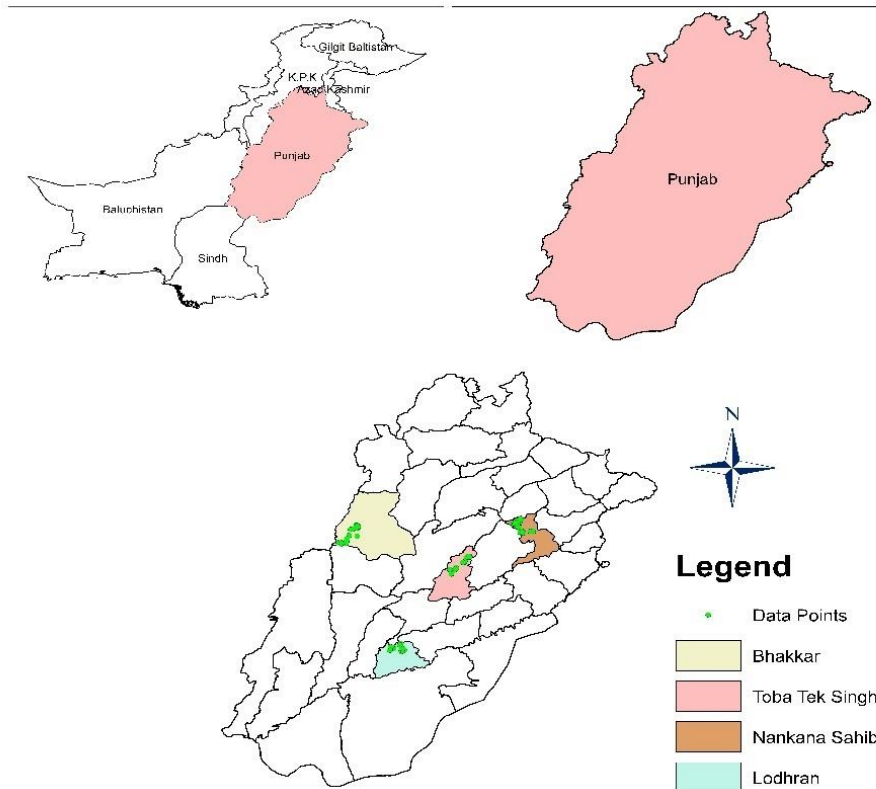 Gilgit Baltistan
K.P.K
Azad Kashmir
Punjab
Baluchistan
Sindh
Punjab
N
Legend
Data Points
Bhakkar
Toba Tek Singh
Nankana Sahib
Lodhran